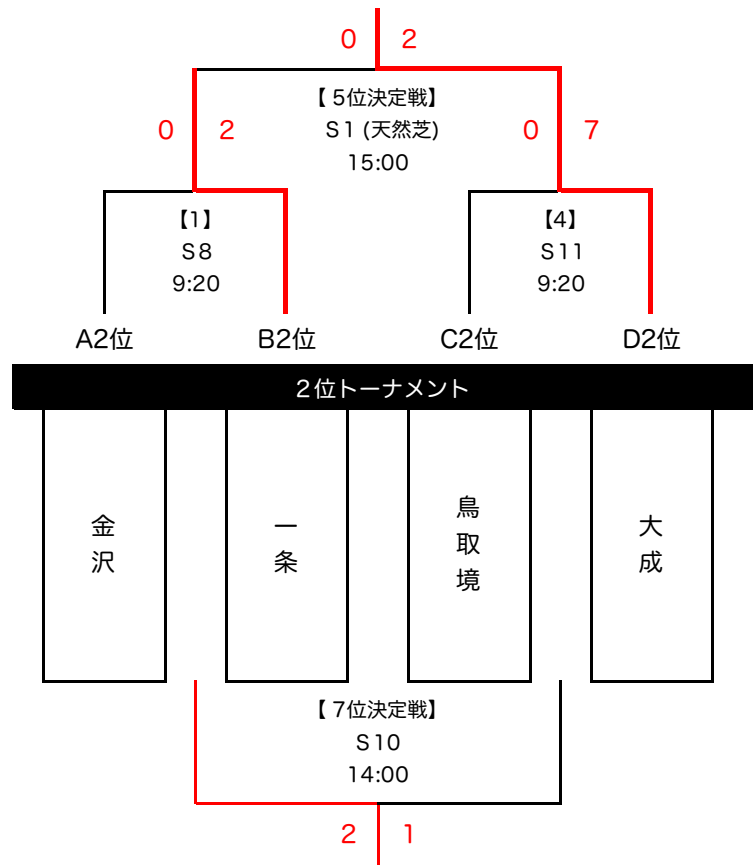 0 2
【 5位決定戦】
S1 (天然芝)
15:00
0 2
0 7
【1】
S8
9:20
【4】
S11
9:20
A2位
B2位
C2位
D2位
２位トーナメント
金沢
一条
鳥取境
大成
【 7位決定戦】
S10
14:00
2 1